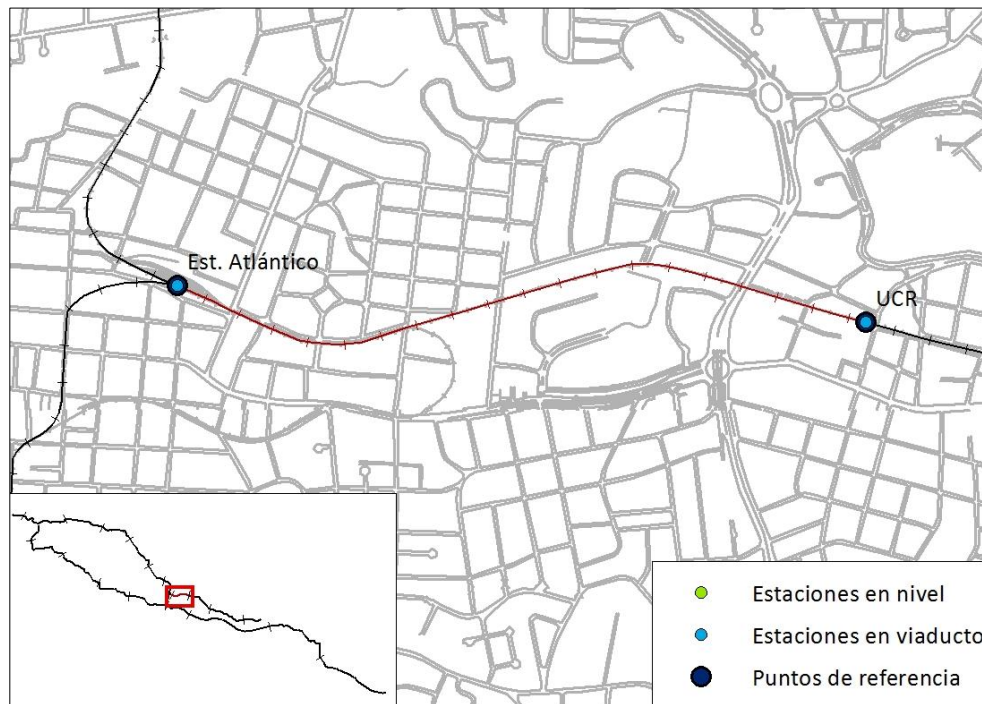 Est. Atlántico
UCR
Estaciones en nivel
Estaciones en viaducto
Puntos de referencia